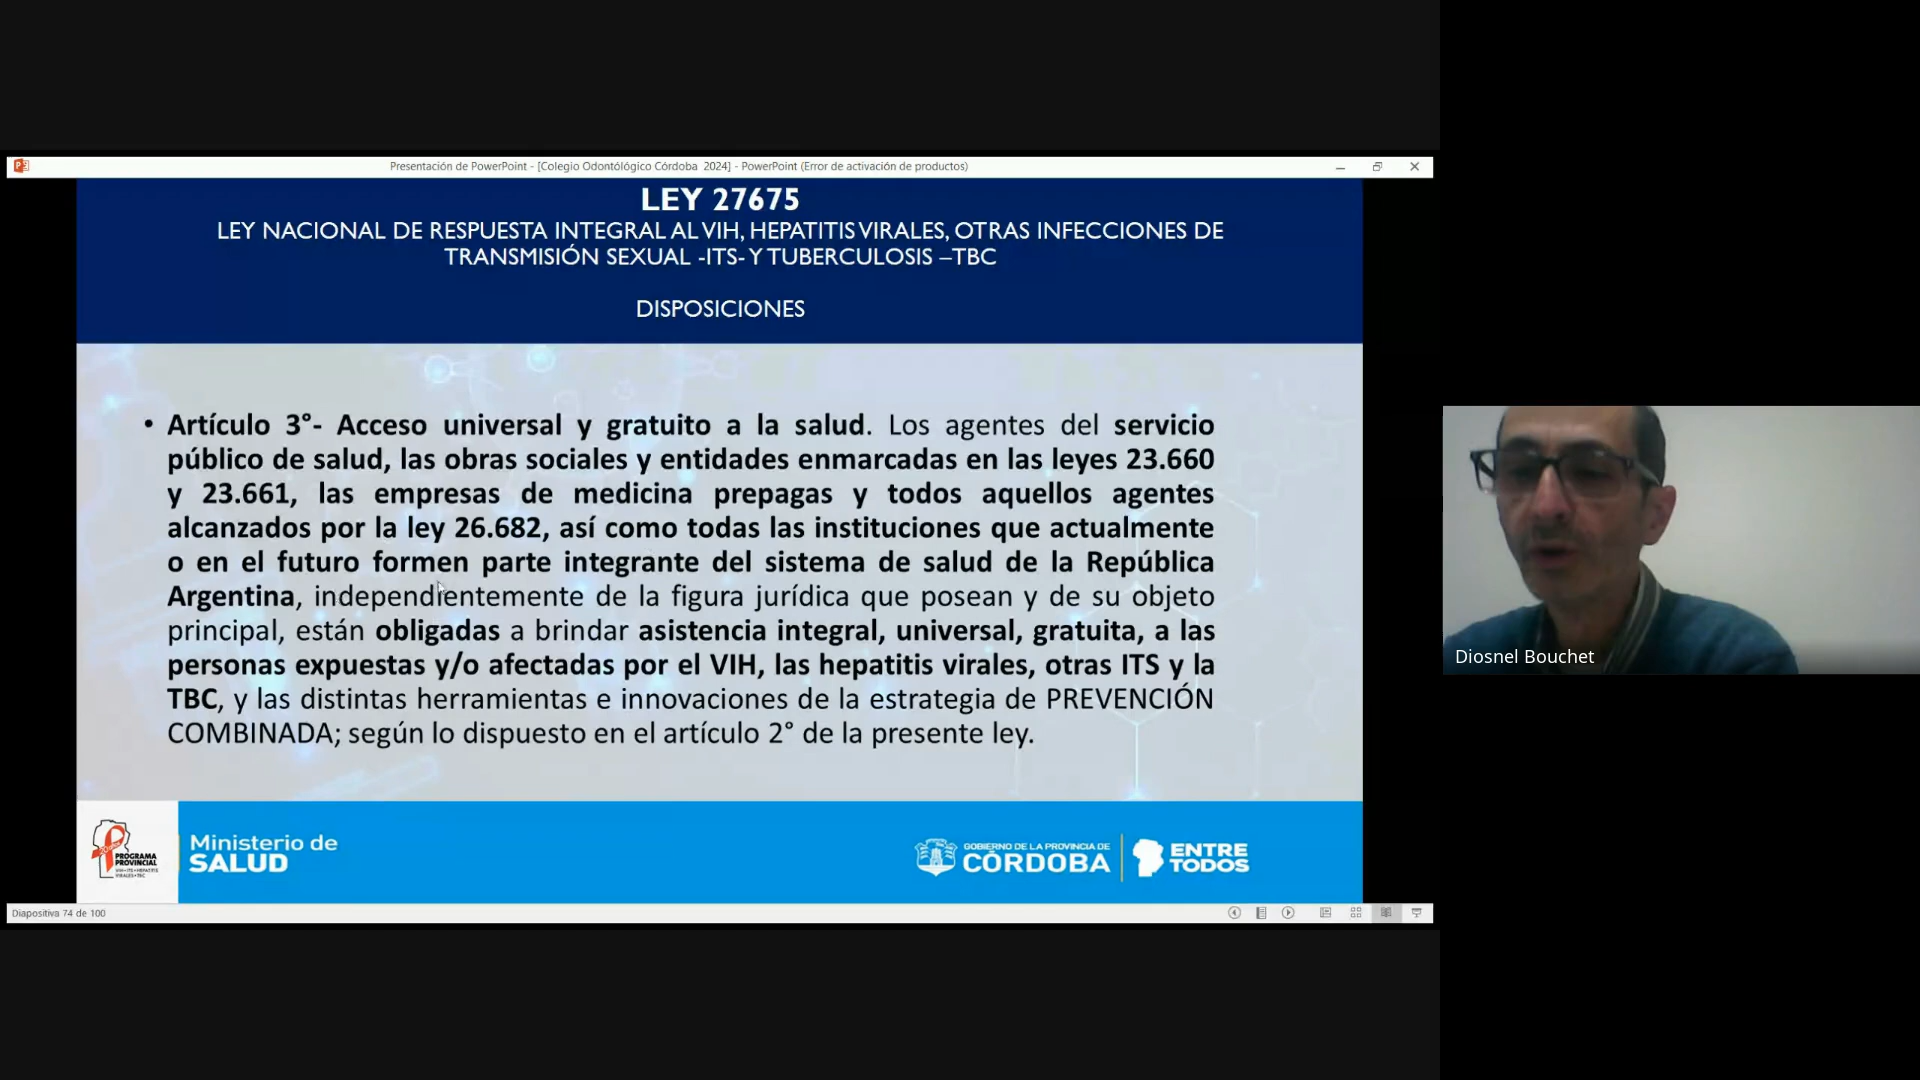 Presentación de PowerPoint - [Colegio Odontólógico Córdoba 2024] - PowerPoint (Error de activación de productos)
LEY 27675
LEY NACIONAL DE RESPUESTA INTEGRAL AL VIH, HEPATITIS VIRALES, OTRAS INFECCIONES DE
TRANSMISIÓN SEXUAL -ITS- Y TUBERCULOSIS –TBC
DISPOSICIONES
• Artículo 3°- Acceso universal y gratuito a la salud. Los agentes del servicio
público de salud, las obras sociales y entidades enmarcadas en las leyes 23.660
y 23.661, las empresas de medicina prepagas y todos aquellos agentes
alcanzados por la ley 26.682, así como todas las instituciones que actualmente
o en el futuro formen parte integrante del sistema de salud de la República
Argentina, independientemente de la figura jurídica que posean y de su objeto
principal, están obligadas a brindar asistencia integral, universal, gratuita, a las
personas expuestas y/o afectadas por el VIH, las hepatitis virales, otras ITS y la
TBC, y las distintas herramientas e innovaciones de la estrategia de PREVENCIÓN
COMBINADA; según lo dispuesto en el artículo 2° de la presente ley.
Diosnel Bouchet
PROGRAMA
PROVINCIAL
VIH-ITS-HEPATITIS
VIRALES-TBC
Ministerio de
SALUD
GOBIERNO DE LA PROVINCIA DE
CÓRDOBA
ENTRE
TODOS
Diapositiva 74 de 100